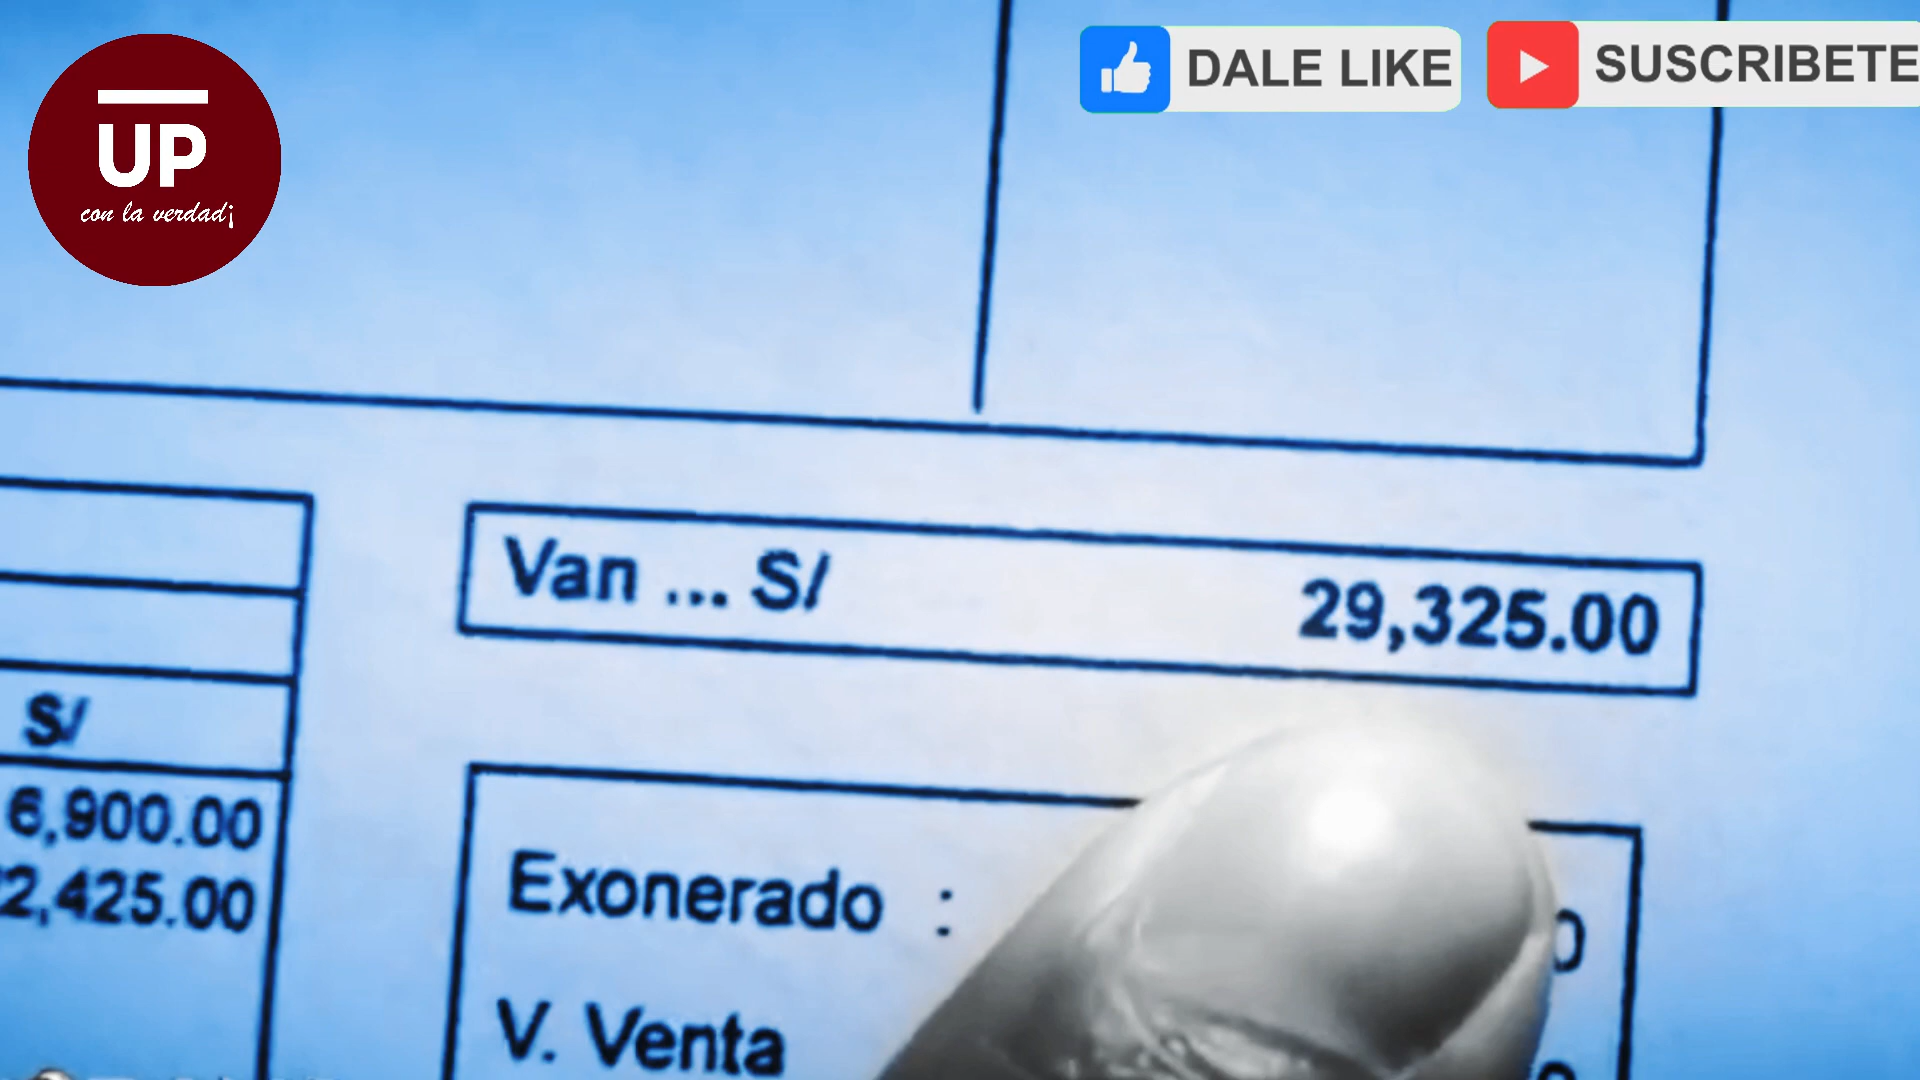 UP
con la verdad¡
DALE LIKE
SUSCRIBETE
Van ... S/ 29,325.00
S/
6,900.00
2,425.00
Exonerado :
V. Venta